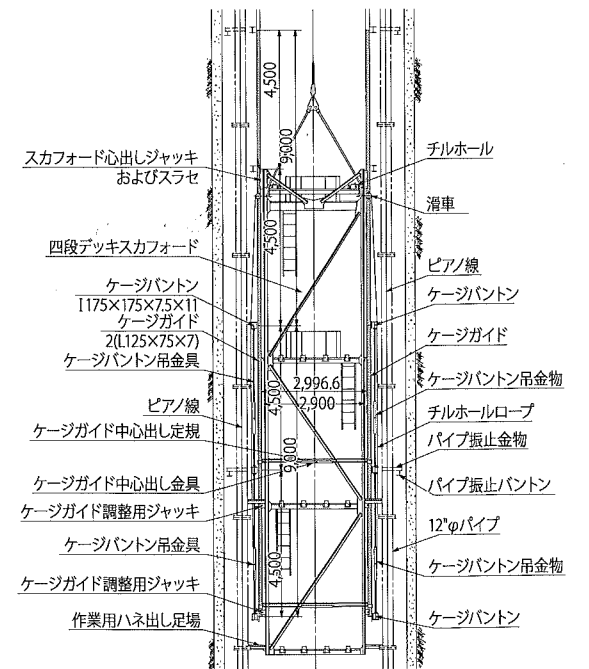 4,500
9,000
スカフォード心出しジャッキ
およびスラセ
チルホール
滑車
4,500
四段デッキスカフォード
ピアノ線
ケージバントン
I175×175×7.5×11
ケージバントン
ケージガイド
2(L125×75×7)
ケージガイド
ケージバントン吊金具
2,996.6
ケージバントン吊金物
4,500
2,900
ピアノ線
チルホールロープ
ケージガイド中心出し定規
パイプ振止金物
9,000
ケージガイド中心出し金具
パイプ振止バントン
ケージガイド調整用ジャッキ
12"φパイプ
ケージバントン吊金具
ケージバントン吊金物
4,500
ケージガイド調整用ジャッキ
作業用ハネ出し足場
ケージバントン